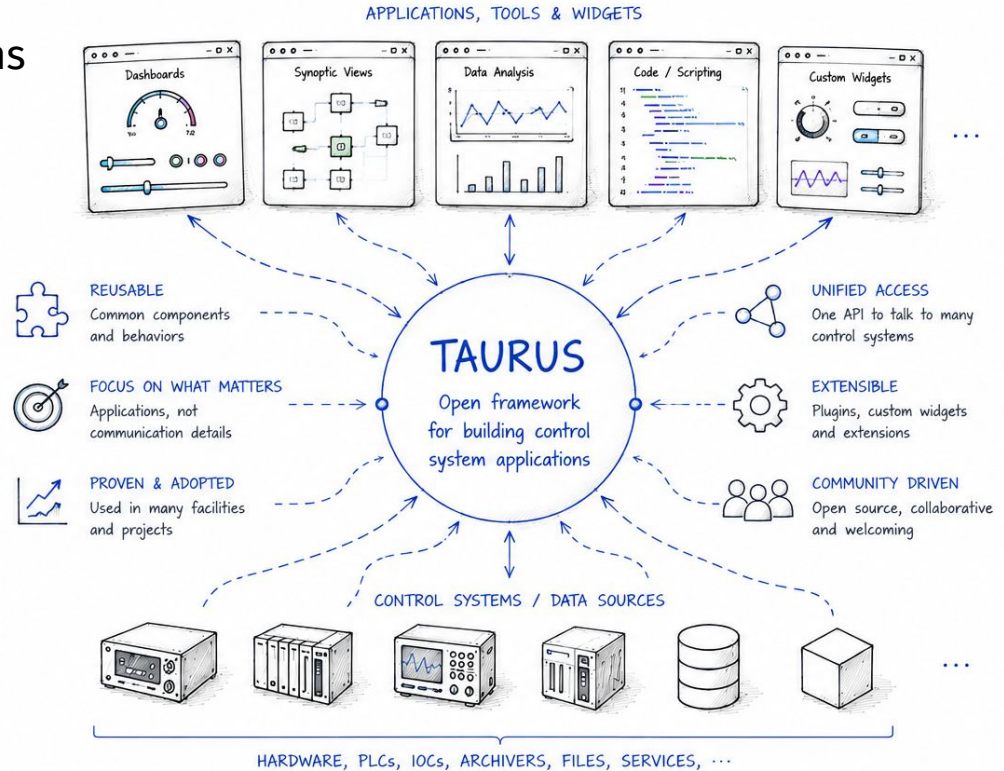 APPLICATIONS, TOOLS & WIDGETS
ns
Dashboards
Synoptic Views
Data Analysis
Code / Scripting
Custom Widgets
...
REUSABLE
Common components
and behaviors
FOCUS ON WHAT MATTERS
Applications, not
communication details
PROVEN & ADOPTED
Used in many facilities
and projects
TAURUS
Open framework
for building control
system applications
UNIFIED ACCESS
One API to talk to many
control systems
EXTENSIBLE
Plugins, custom widgets
and extensions
COMMUNITY DRIVEN
Open source, collaborative
and welcoming
CONTROL SYSTEMS / DATA SOURCES
...
HARDWARE, PLCs, IOCs, ARCHIVERS, FILES, SERVICES, ...